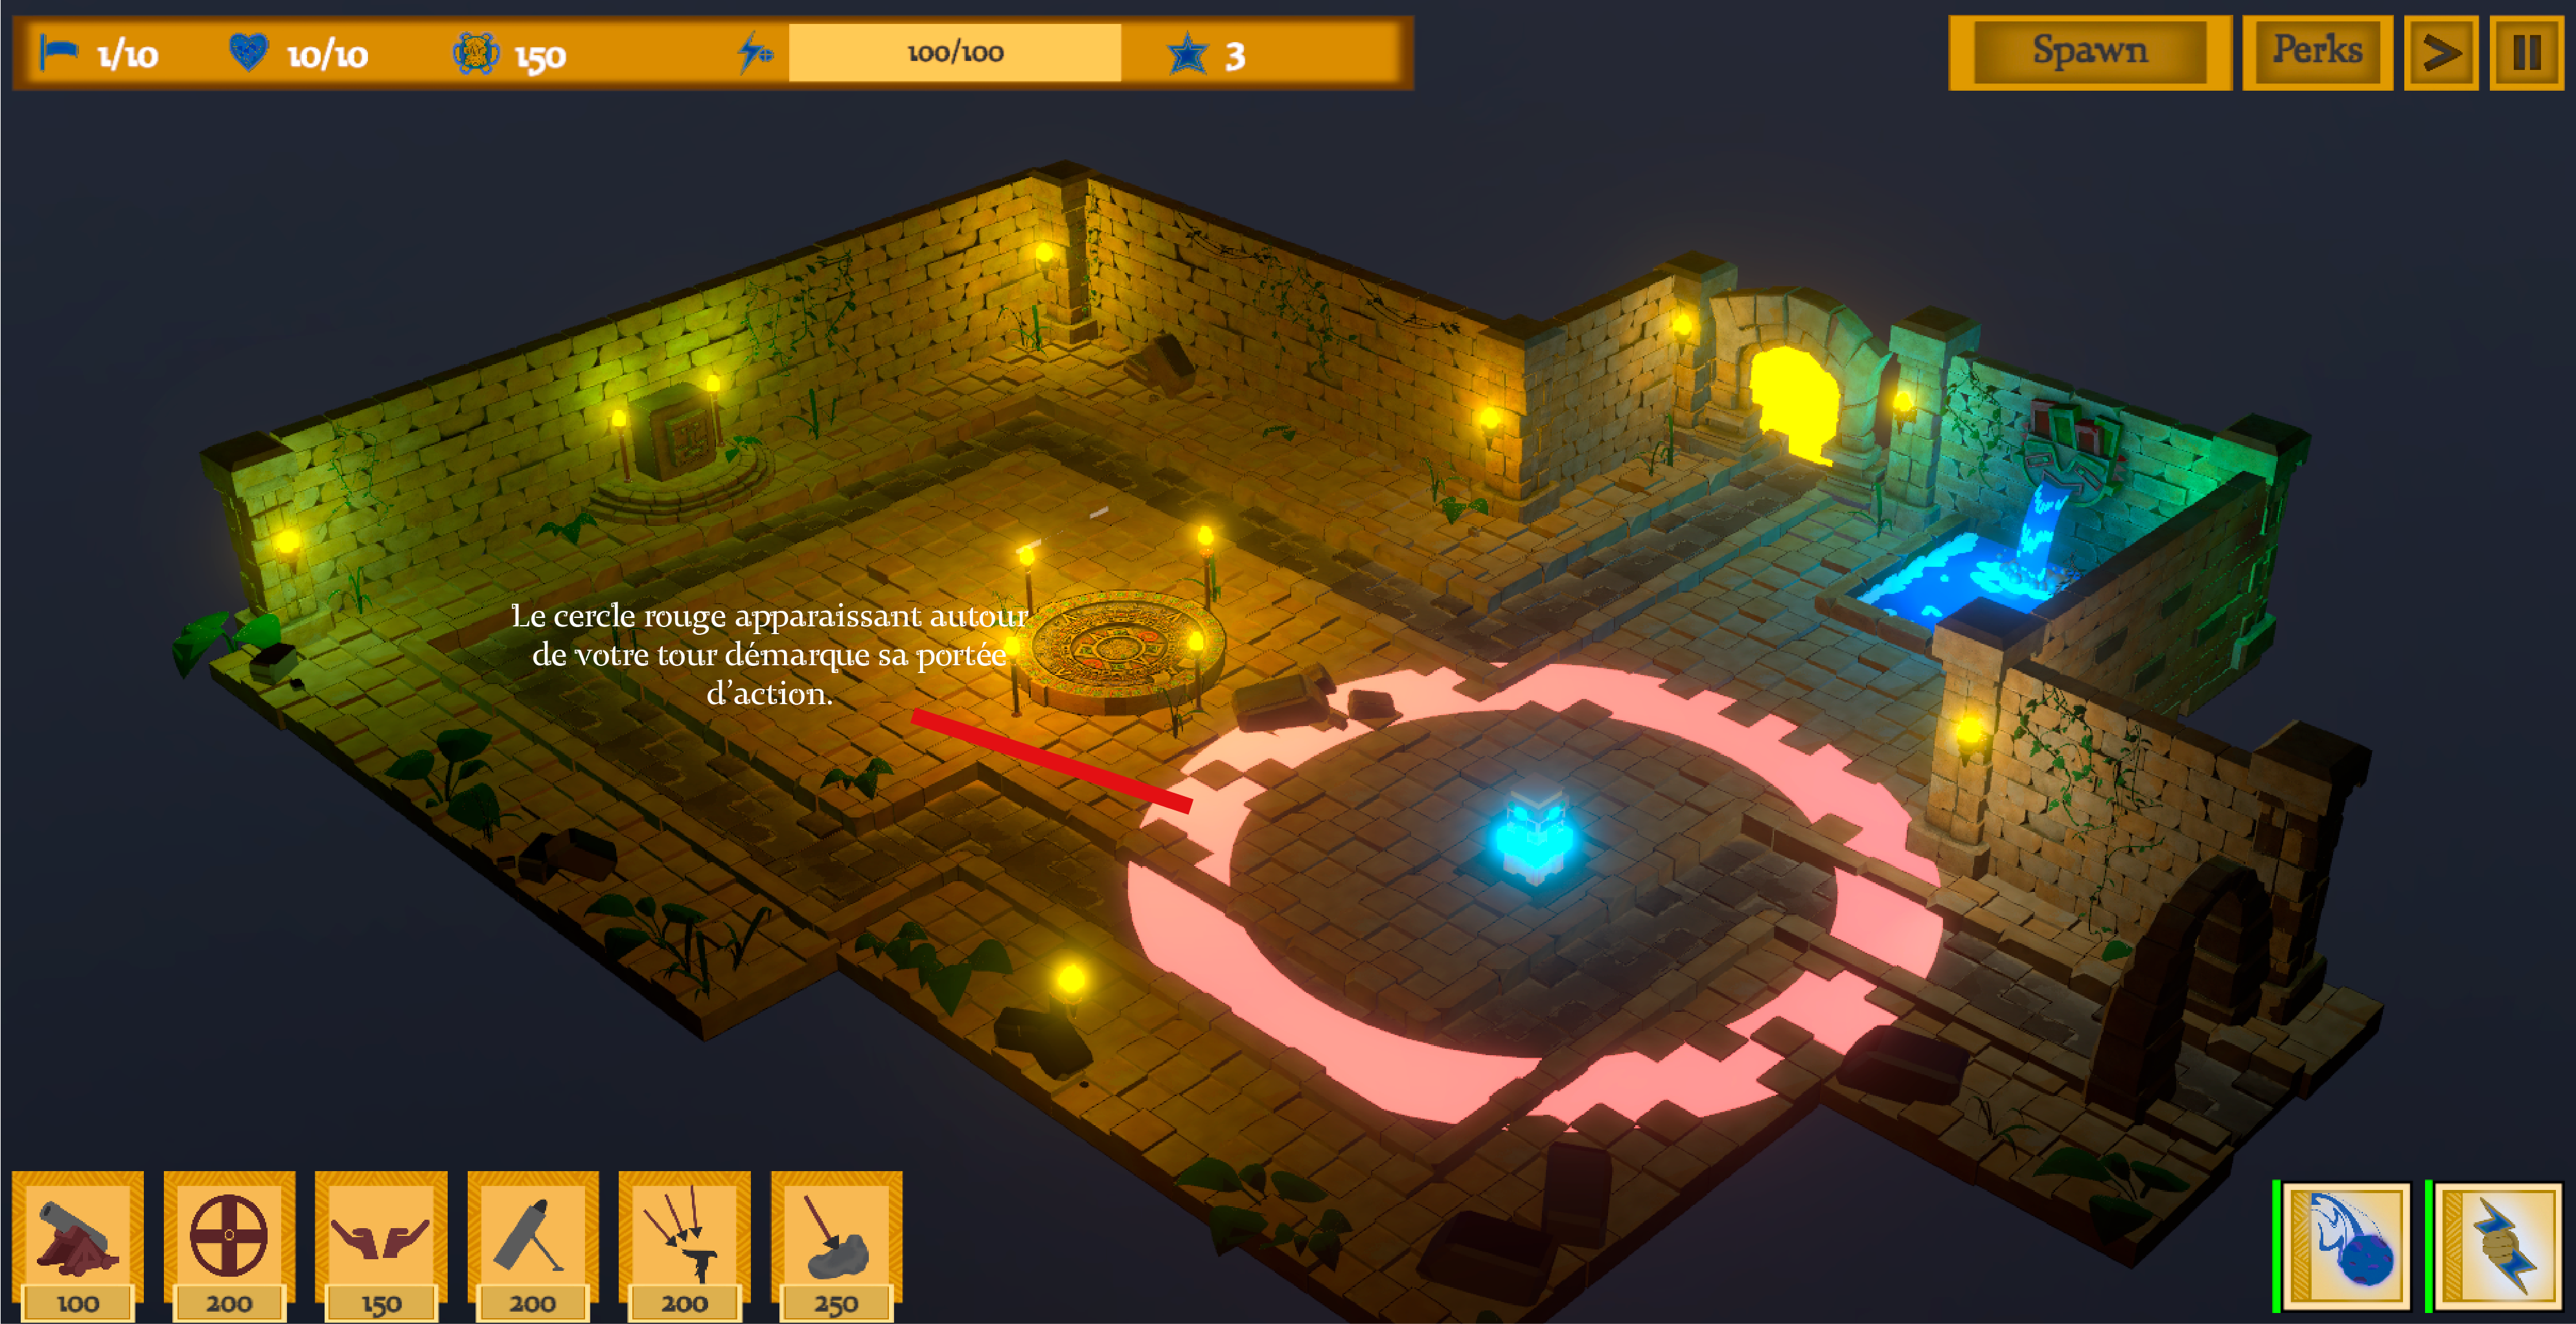 1/10
10/10
150
100/100
3
Spawn
Perks
>
Le cercle rouge apparaissant autour
de votre tour démarque sa portée
d'action.
100
200
150
200
200
250